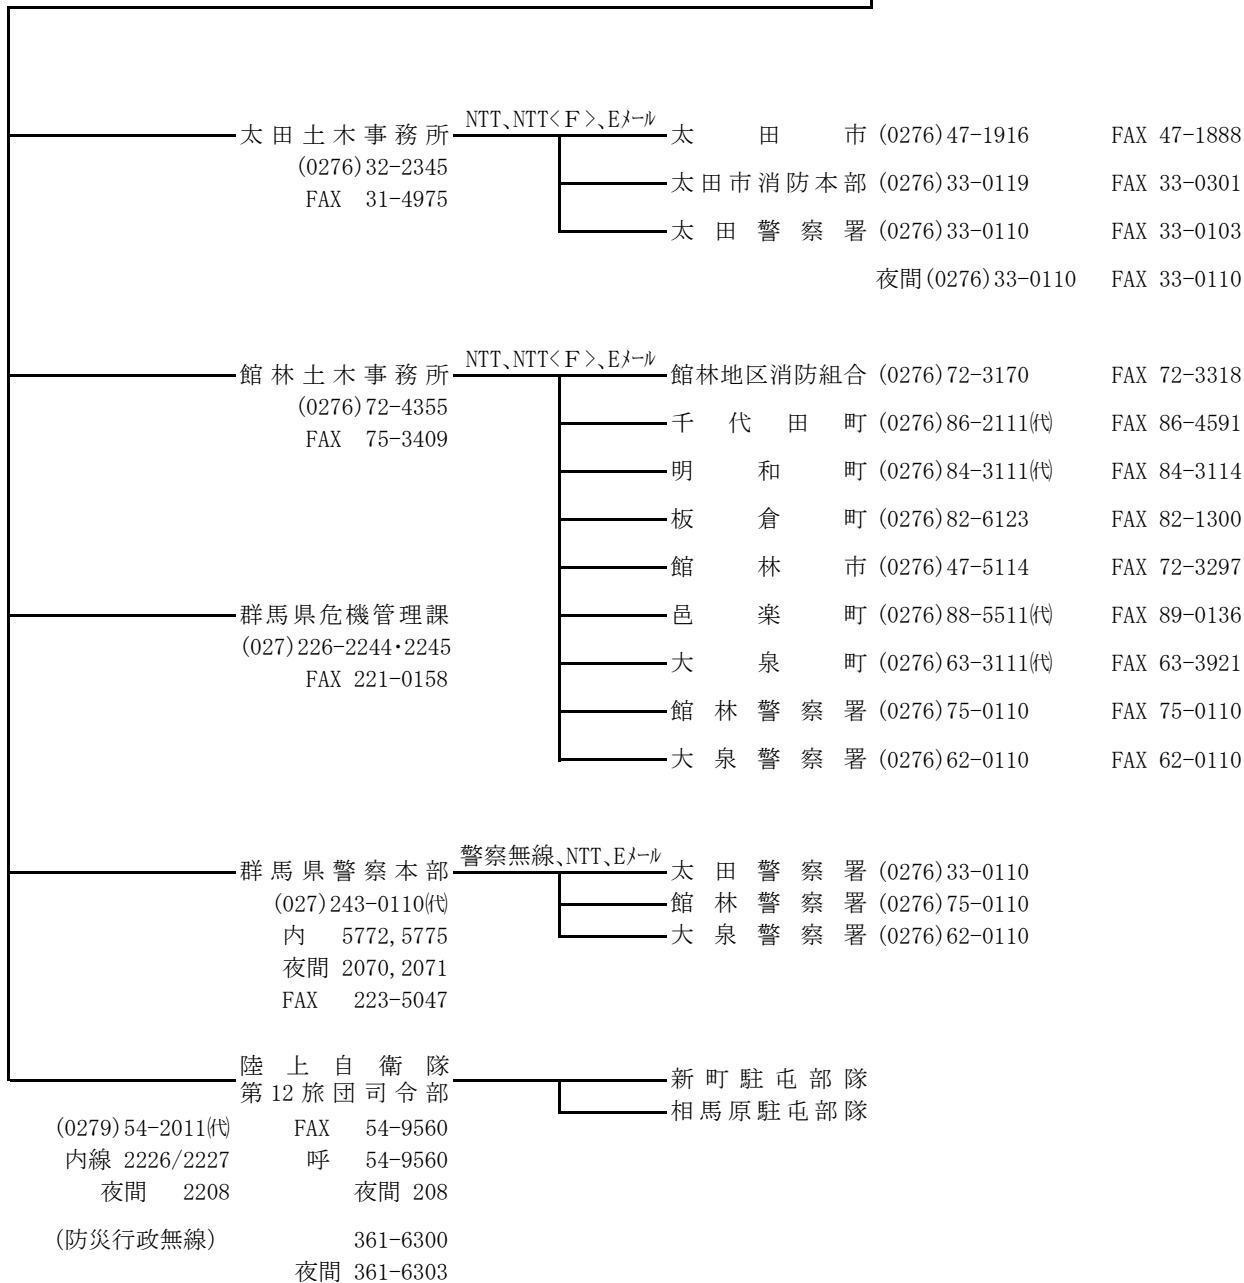 太田土木事務所 NTT、NTT<F>、Eﾒｰﾙ 太田市 (0276)47-1916 FAX 47-1888
(0276)32-2345
FAX 31-4975
太田市消防本部 (0276)33-0119 FAX 33-0301
太田警察署 (0276)33-0110 FAX 33-0103
夜間(0276)33-0110 FAX 33-0110
館林土木事務所 NTT、NTT<F>、Eﾒｰﾙ 館林地区消防組合 (0276)72-3170 FAX 72-3318
(0276)72-4355
FAX 75-3409
千代田町 (0276)86-2111㈹ FAX 86-4591
明和町 (0276)84-3111㈹ FAX 84-3114
板倉町 (0276)82-6123 FAX 82-1300
館林市 (0276)47-5114 FAX 72-3297
群馬県危機管理課
(027)226-2244・2245
FAX 221-0158
邑楽町 (0276)88-5511㈹ FAX 89-0136
大泉町 (0276)63-3111㈹ FAX 63-3921
館林警察署 (0276)75-0110 FAX 75-0110
大泉警察署 (0276)62-0110 FAX 62-0110
群馬県警察本部 警察無線、NTT、Eﾒｰﾙ 太田警察署 (0276)33-0110
(027)243-0110㈹ 館林警察署 (0276)75-0110
内 5772,5775 大泉警察署 (0276)62-0110
夜間 2070,2071
FAX 223-5047
陸上自衛隊
第12旅団司令部 新町駐屯部隊
相馬原駐屯部隊
(0279)54-2011㈹ FAX 54-9560
内線 2226/2227 呼 54-9560
夜間 2208 夜間 208
(防災行政無線) 361-6300
夜間 361-6303